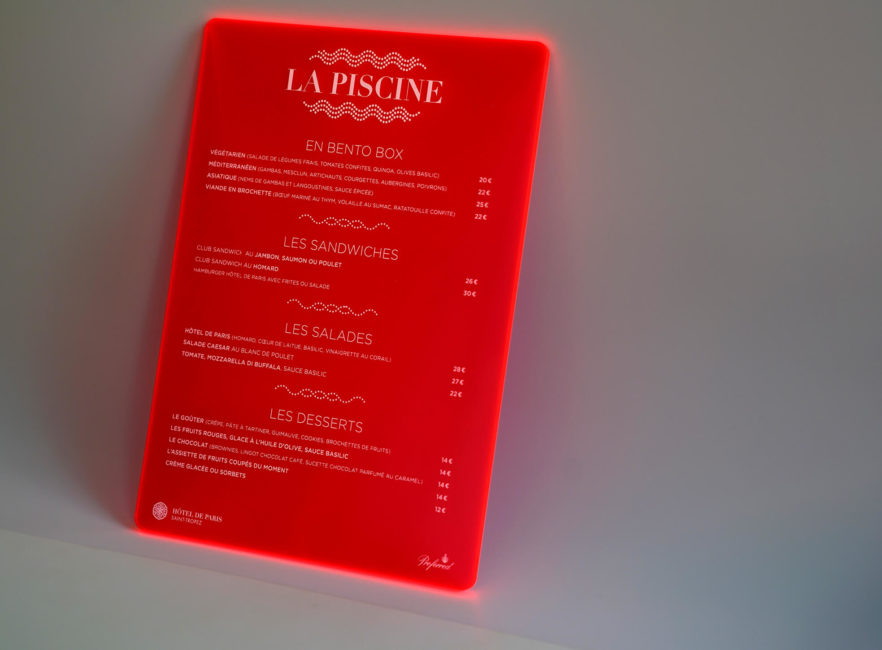 LA PISCINE
EN BENTO BOX
VÉGÉTARIEN (SALADE DE LÉGUMES FRAIS, TOMATES CONFITES, QUINOA, OLIVES BASILIC) 20 €
MÉDITERRANÉEN (GAMBAS, MESCLUN, ARTICHAUTS, COURGETTES, AUBERGINES, POIVRONS) 22 €
ASIATIQUE (NEMS DE GAMBAS ET LANGOUSTINES, SAUCE ÉPICÉE) 25 €
VIANDE EN BROCHETTE (BŒUF MARINÉ AU THYM, VOLAILLE AU SUMAC, RATATOUILLE CONFITE) 22 €
LES SANDWICHES
CLUB SANDWICH AU JAMBON, SAUMON OU POULET
CLUB SANDWICH AU HOMARD 26 €
HAMBURGER HÔTEL DE PARIS AVEC FRITES OU SALADE 30 €
LES SALADES
HÔTEL DE PARIS (HOMARD, CŒUR DE LAITUE, BASILIC, VINAIGRETTE AU CORAIL) 28 €
SALADE CAESAR AU BLANC DE POULET 27 €
TOMATE, MOZZARELLA DI BUFFALA, SAUCE BASILIC 22 €
LES DESSERTS
LE GOÛTER (CRÊPE, PÂTE À TARTINER, GUIMAUVE, COOKIES, BROCHETTES DE FRUITS) 14 €
LES FRUITS ROUGES, GLACE À L'HUILE D'OLIVE, SAUCE BASILIC 14 €
LE CHOCOLAT (BROWNIES, LINGOT CHOCOLAT CAFÉ, SUCETTE CHOCOLAT PARFUMÉ AU CARAMEL) 14 €
L'ASSIETTE DE FRUITS COUPÉS DU MOMENT 14 €
CRÈME GLACÉE OU SORBETS 12 €
HÔTEL DE PARIS
SAINT-TROPEZ
Preferred